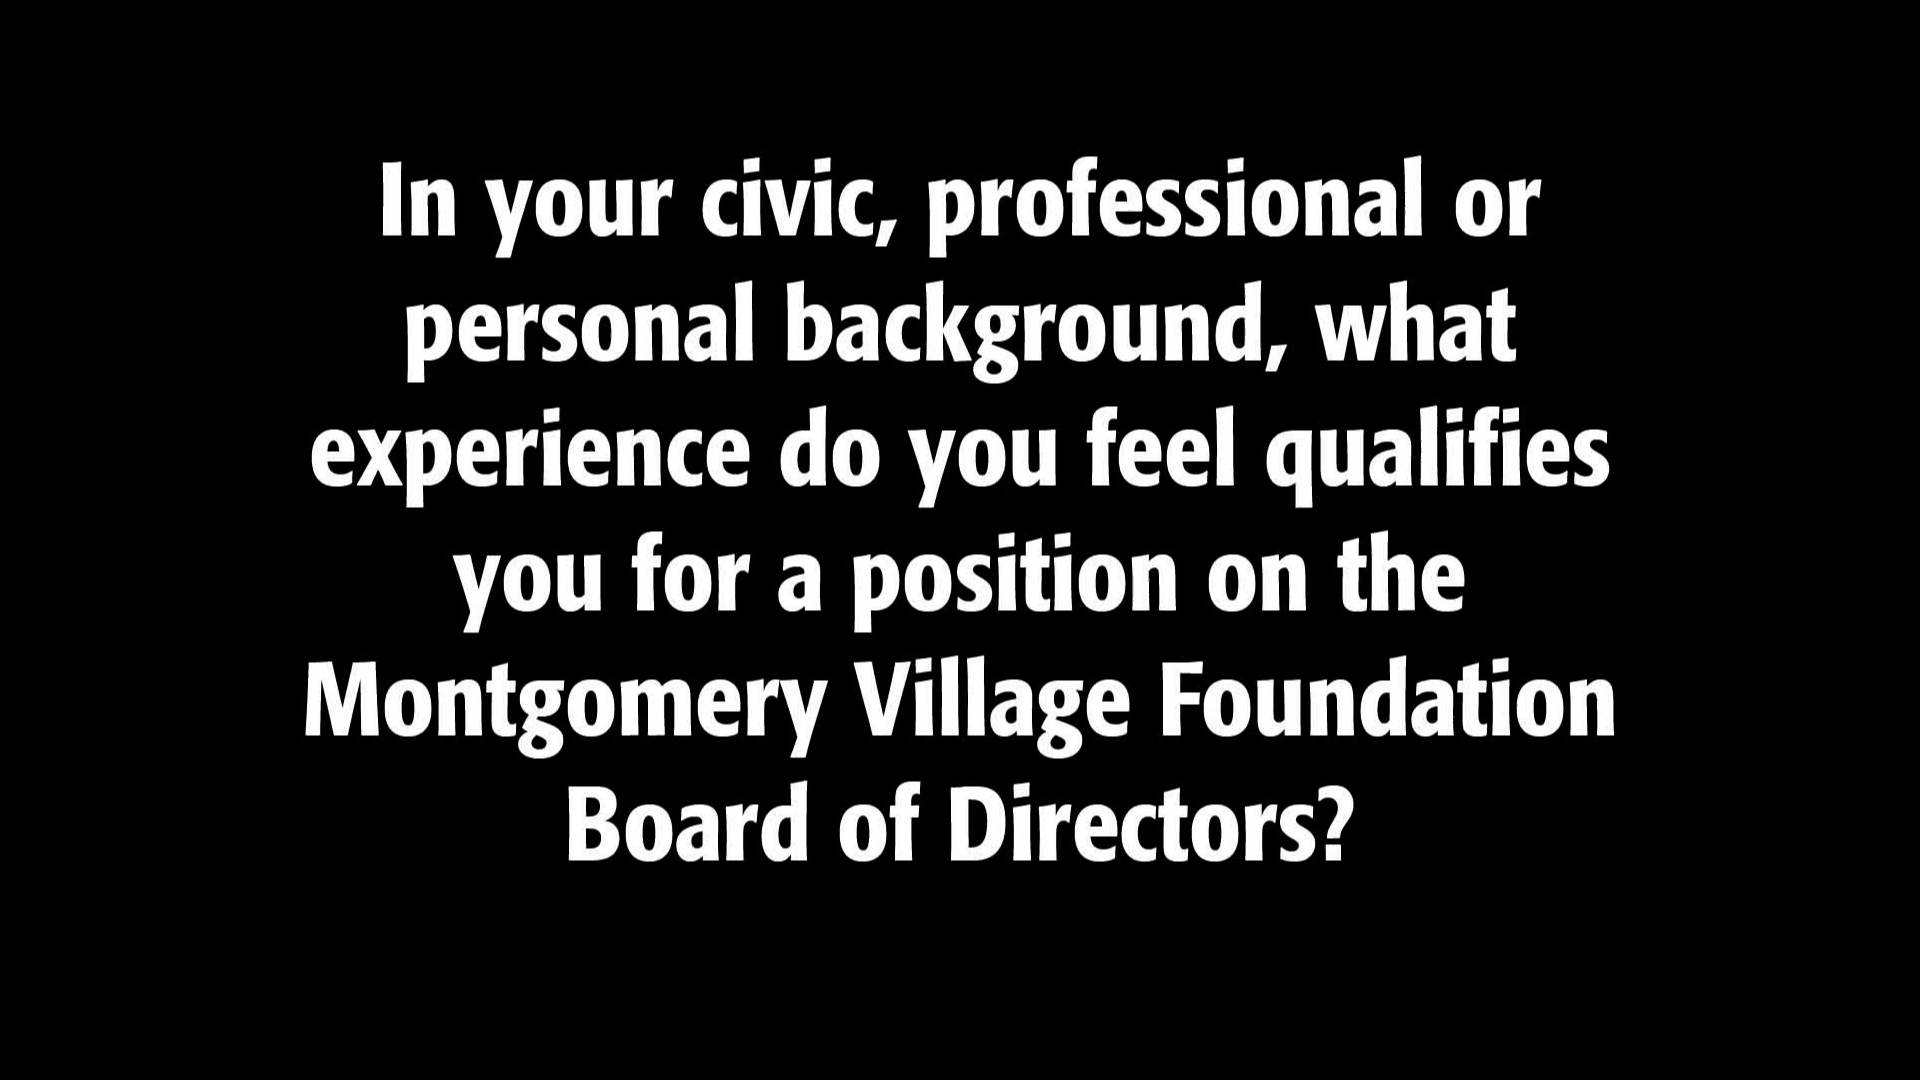 In your civic, professional or
personal background, what
experience do you feel qualifies
you for a position on the
Montgomery Village Foundation
Board of Directors?